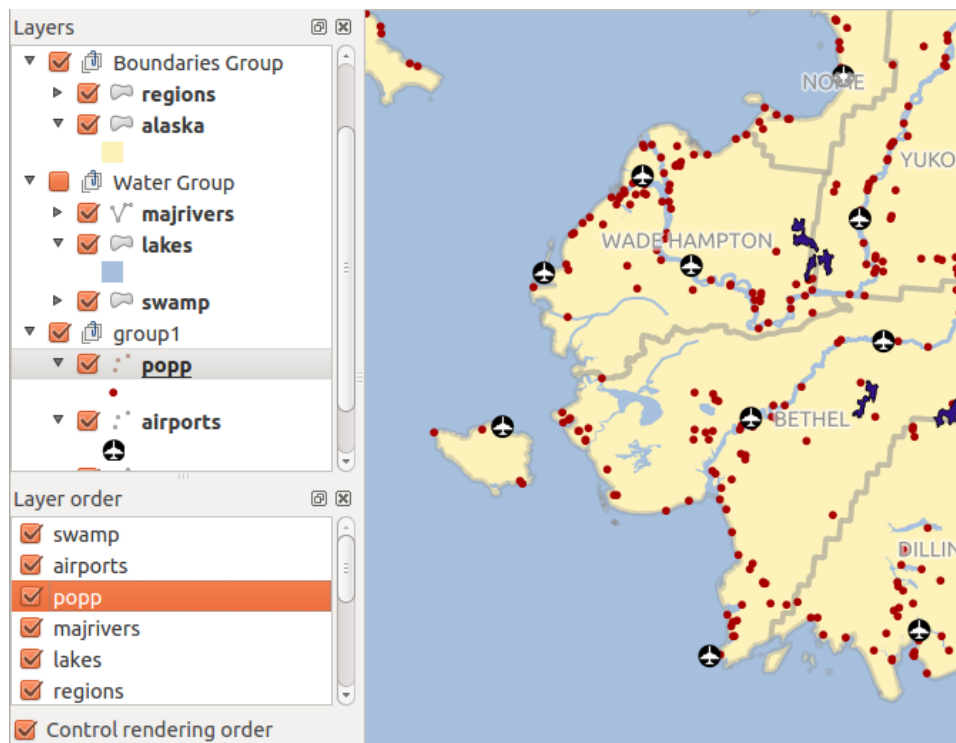 Layers
Boundaries Group
regions
alaska
Water Group
majrivers
lakes
swamp
group1
popp
airports
Layer order
swamp
airports
popp
majrivers
lakes
regions
Control rendering order
NOME
YUKO
WADE HAMPTON
BETHEL
DILLIN